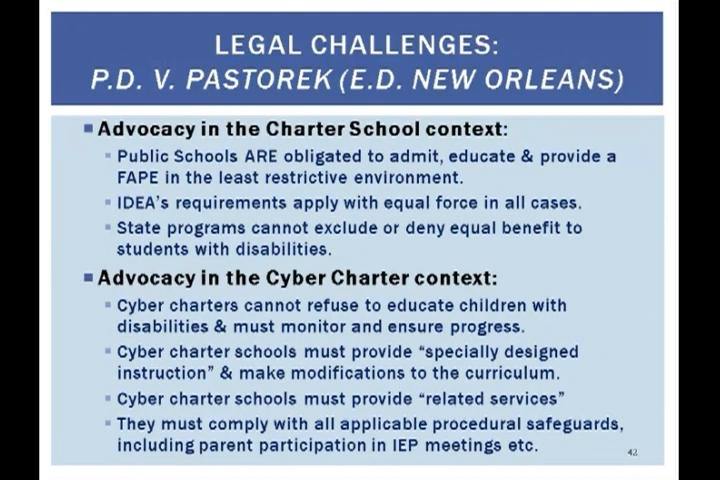 LEGAL CHALLENGES:
P.D. V. PASTOREK (E.D. NEW ORLEANS)
Advocacy in the Charter School context:
Public Schools ARE obligated to admit, educate & provide a
FAPE in the least restrictive environment.
IDEA's requirements apply with equal force in all cases.
State programs cannot exclude or deny equal benefit to
students with disabilities.
Advocacy in the Cyber Charter context:
Cyber charters cannot refuse to educate children with
disabilities & must monitor and ensure progress.
Cyber charter schools must provide "specially designed
instruction" & make modifications to the curriculum.
Cyber charter schools must provide "related services"
They must comply with all applicable procedural safeguards,
including parent participation in IEP meetings etc.
42